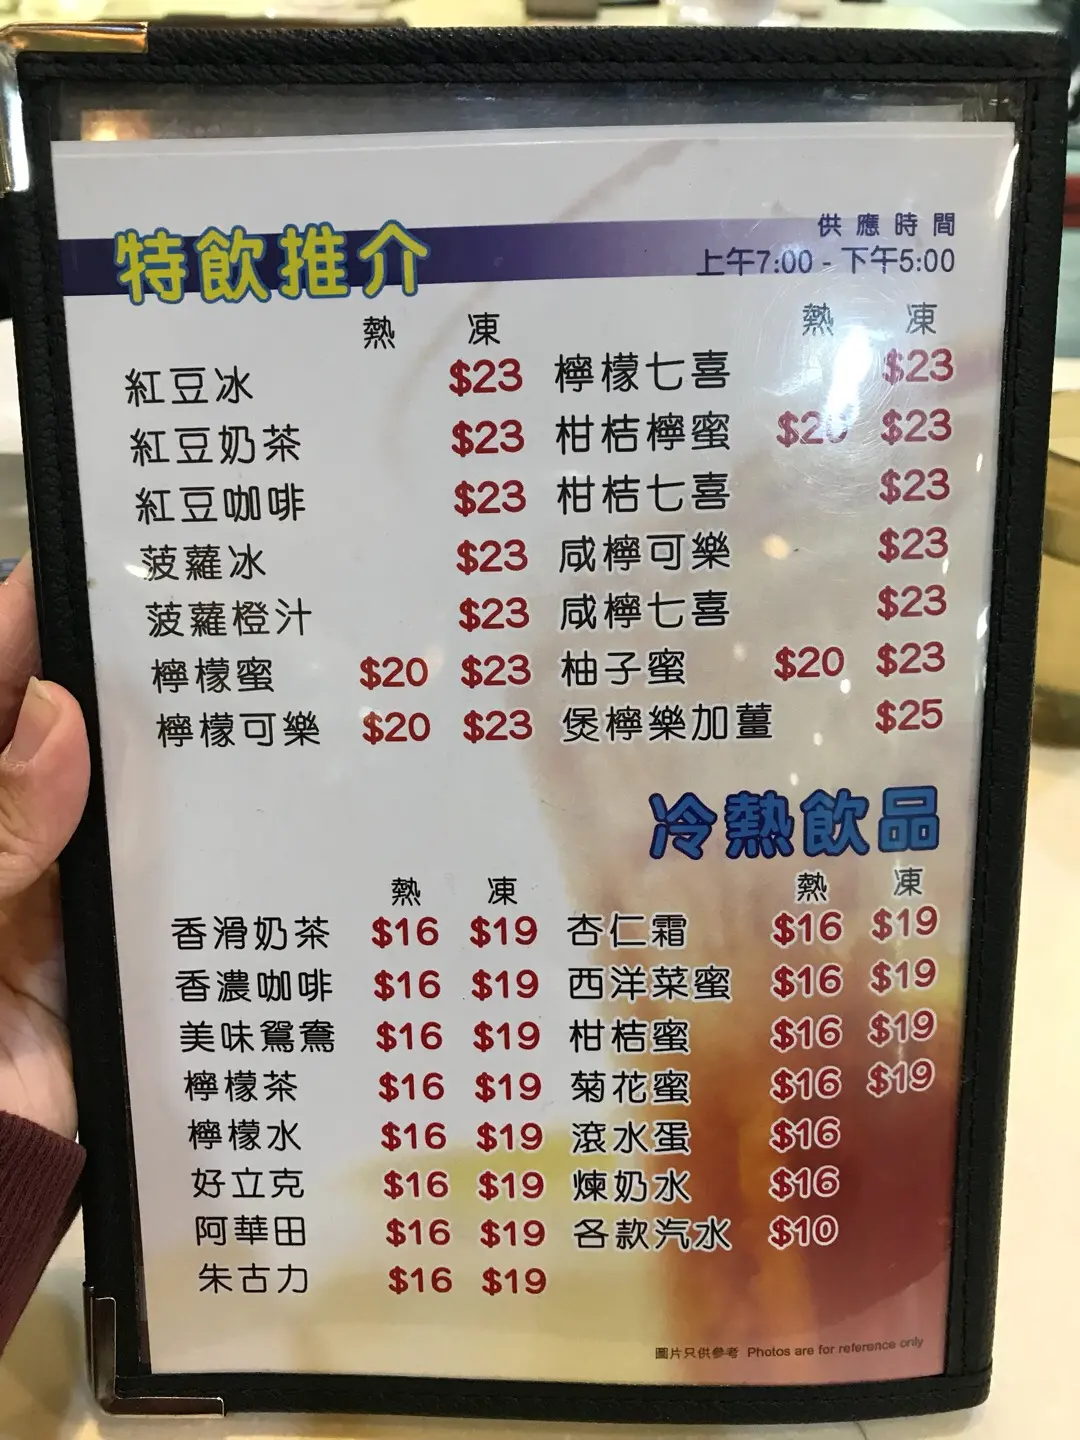 特飲推介
供應時間
上午7:00 - 下午5:00
熱 凍 熱 凍
紅豆冰 $23 檸檬七喜 $23
紅豆奶茶 $23 柑桔檸蜜 $20 $23
紅豆咖啡 $23 柑桔七喜 $23
菠蘿冰 $23 咸檸可樂 $23
菠蘿橙汁 $23 咸檸七喜 $23
檸檬蜜 $20 $23 柚子蜜 $20 $23
檸檬可樂 $20 $23 煲檸樂加薑 $25
冷熱飲品
熱 凍 熱 凍
香滑奶茶 $16 $19 杏仁霜 $16 $19
香濃咖啡 $16 $19 西洋菜蜜 $16 $19
美味鴛鴦 $16 $19 柑桔蜜 $16 $19
檸檬茶 $16 $19 菊花蜜 $16 $19
檸檬水 $16 $19 滾水蛋 $16
好立克 $16 $19 煉奶水 $16
阿華田 $16 $19 各款汽水 $10
朱古力 $16 $19
圖片只供參考 Photos are for reference only